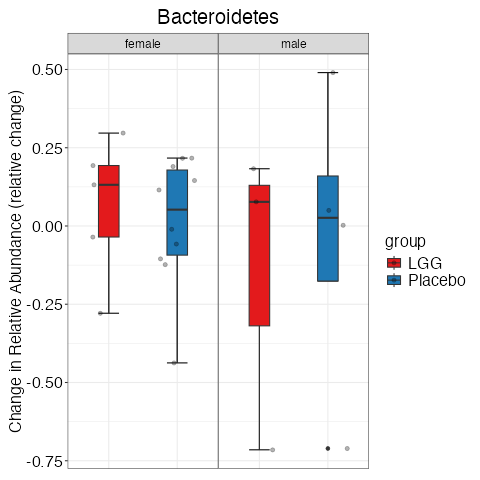 Bacteroidetes
female
male
Change in Relative Abundance (relative change)
0.50
0.25
0.00
-0.25
-0.50
-0.75
group
LGG
Placebo